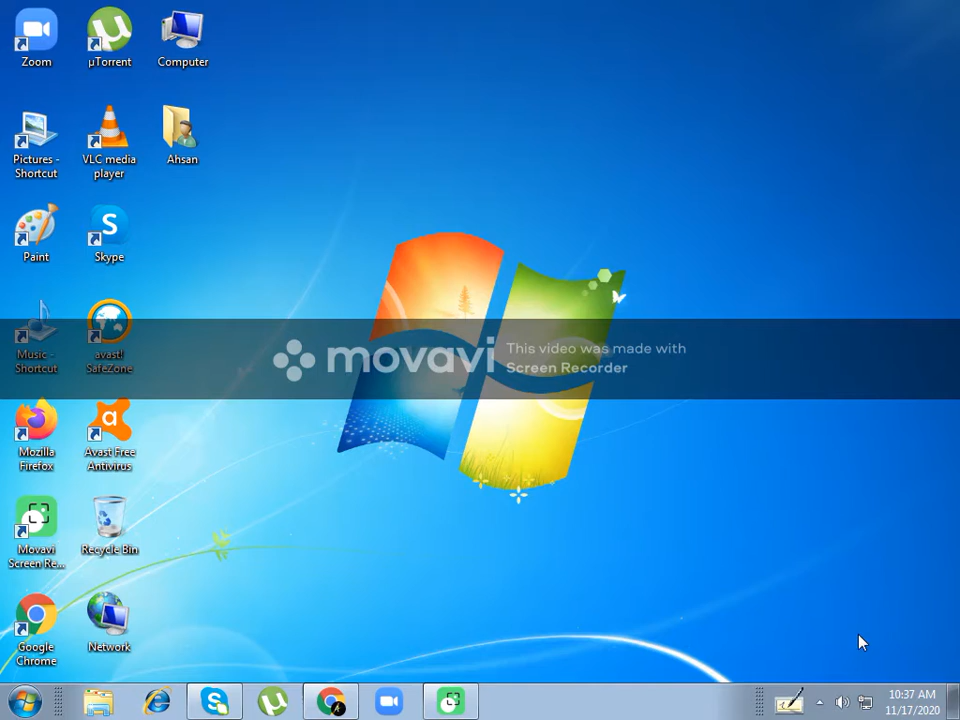 Zoom
µTorrent
Computer
Pictures -
Shortcut
VLC media
player
Ahsan
Paint
S
Skype
Music -
Shortcut
avast!
SafeZone
movavi
This video was made with
Screen Recorder
Mozilla
Firefox
a
Avast Free
Antivirus
Movavi
Screen Re...
Recycle Bin
Google
Chrome
Network
10:37 AM
11/17/2020